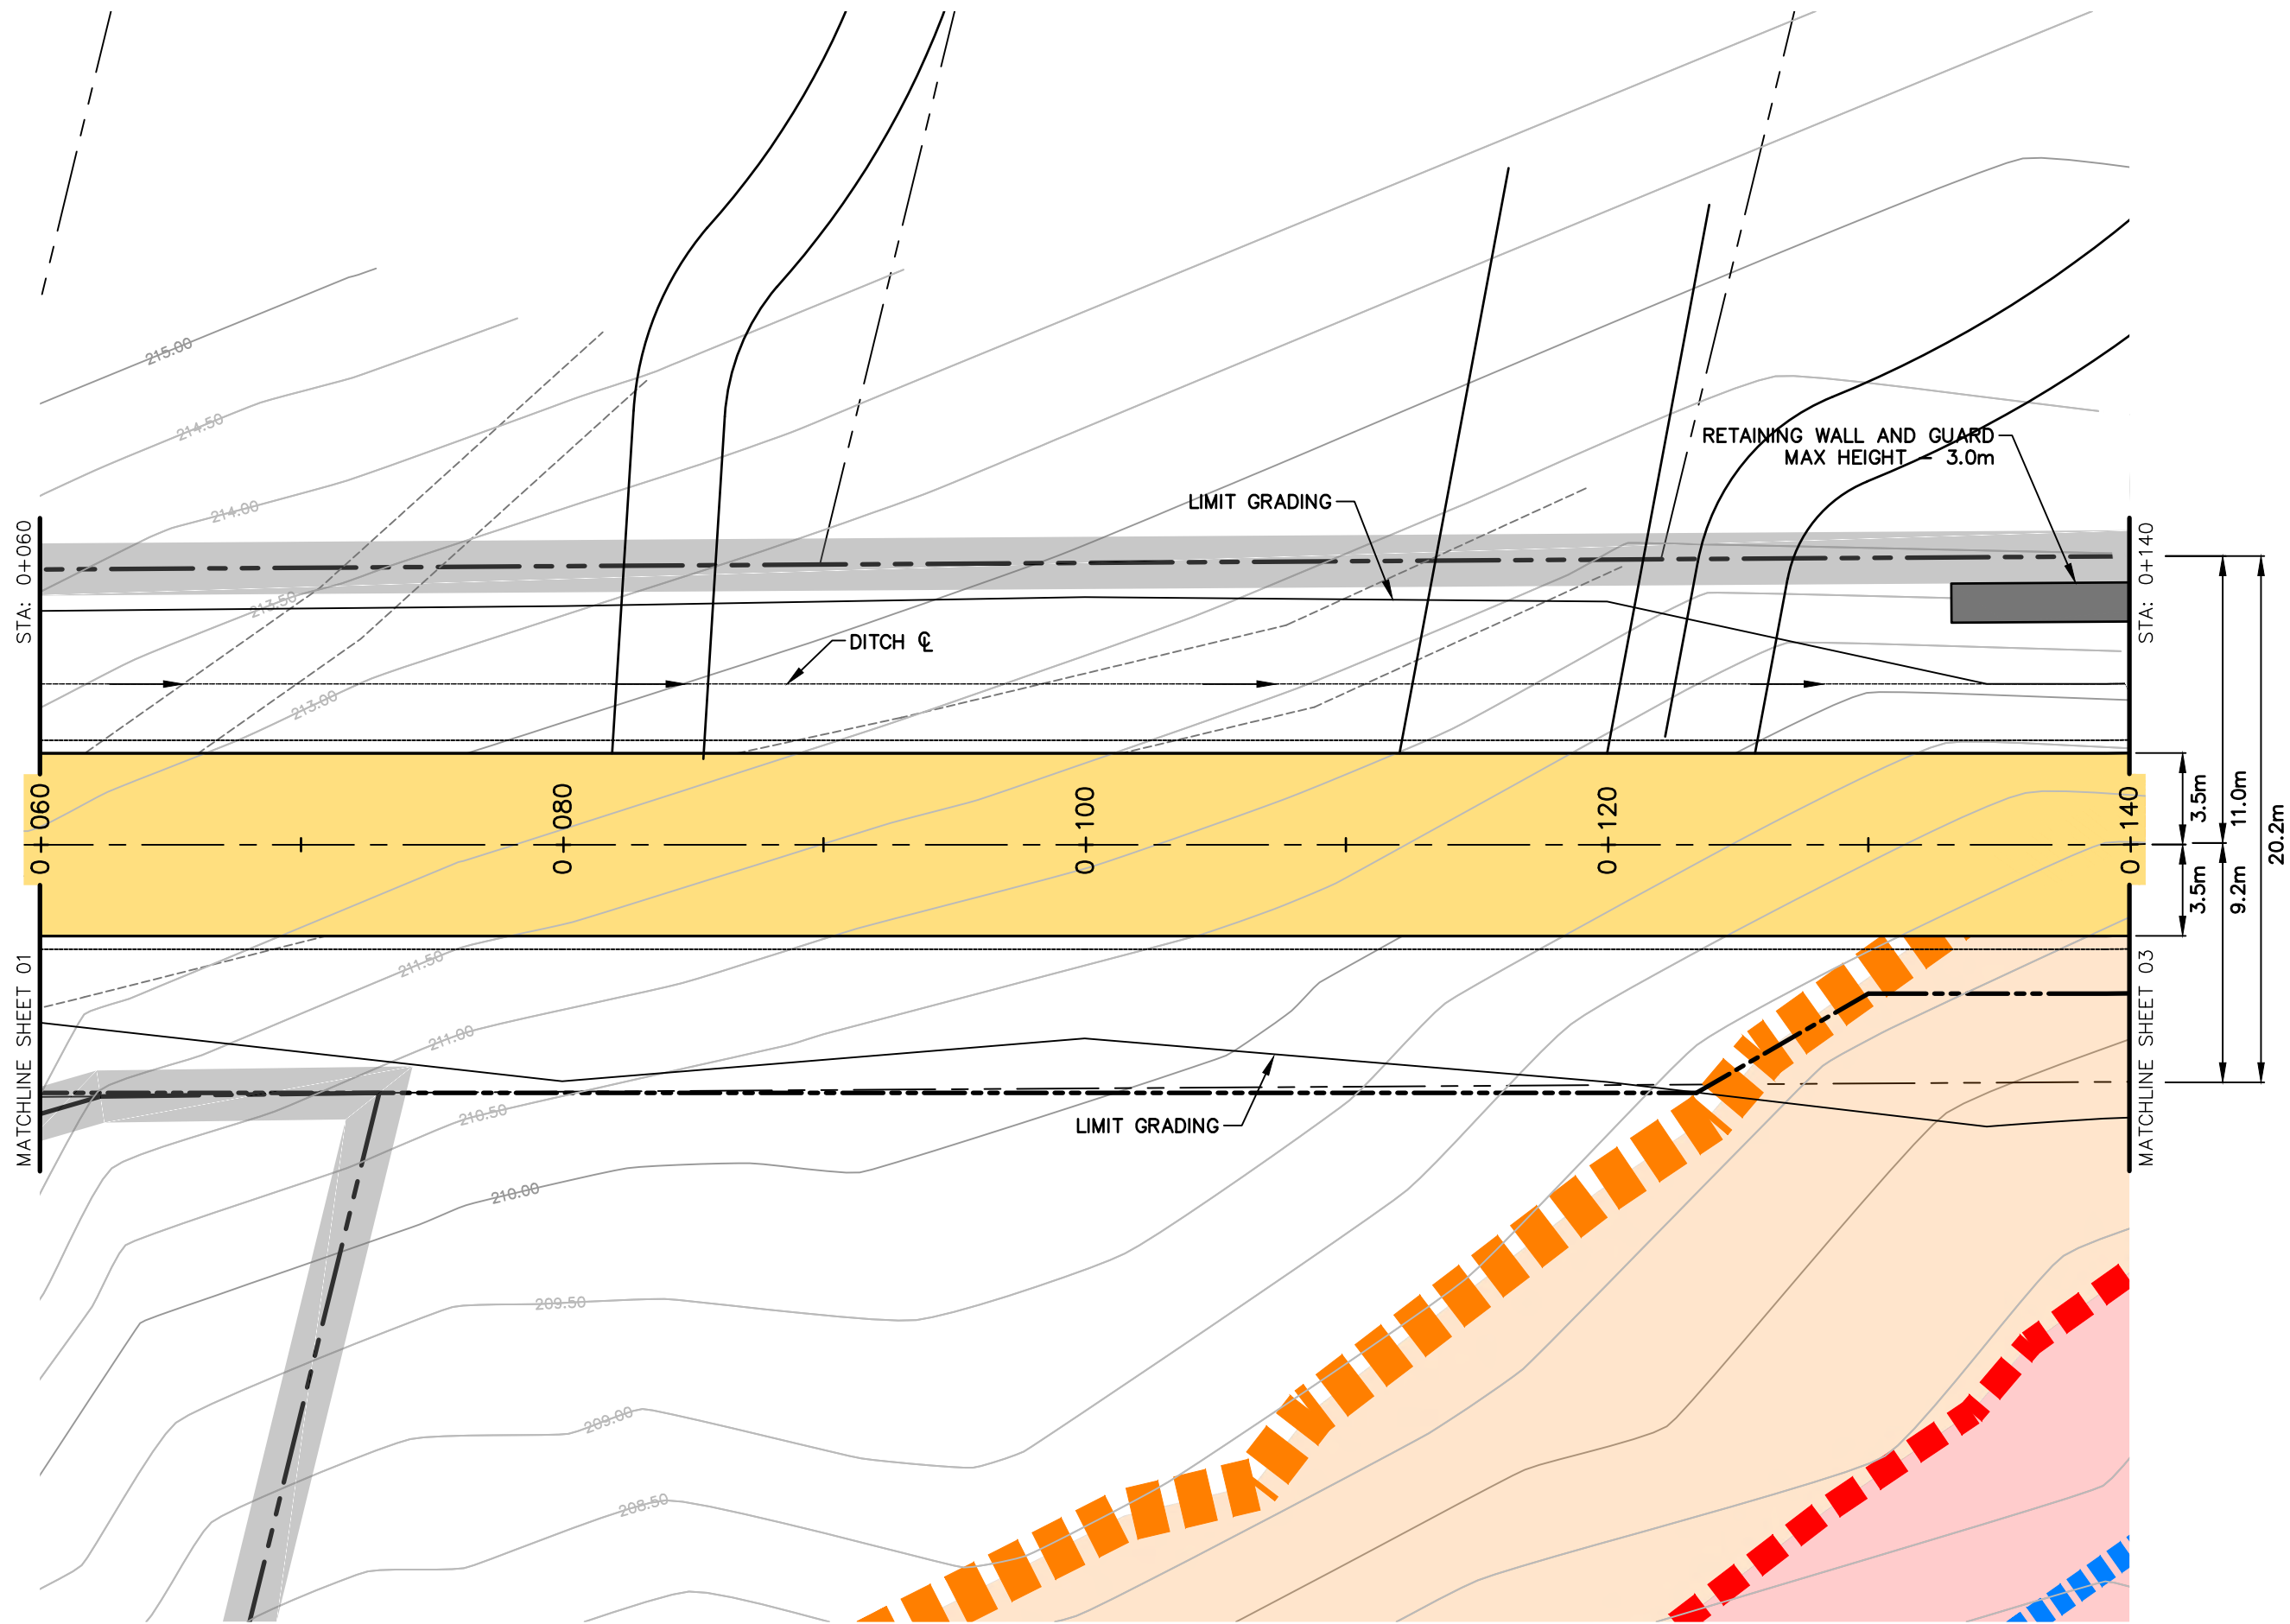 215.00
214.50
214.00
213.50
213.00
RETAINING WALL AND GUARD
MAX HEIGHT - 3.0m
LIMIT GRADING
DITCH ℄
STA: 0+060
STA: 0+140
0+060
0+080
0+100
0+120
0+140
3.5m
11.0m
20.2m
3.5m
9.2m
MATCHLINE SHEET 01
MATCHLINE SHEET 03
211.50
211.00
210.50
210.00
209.50
209.00
208.50
LIMIT GRADING